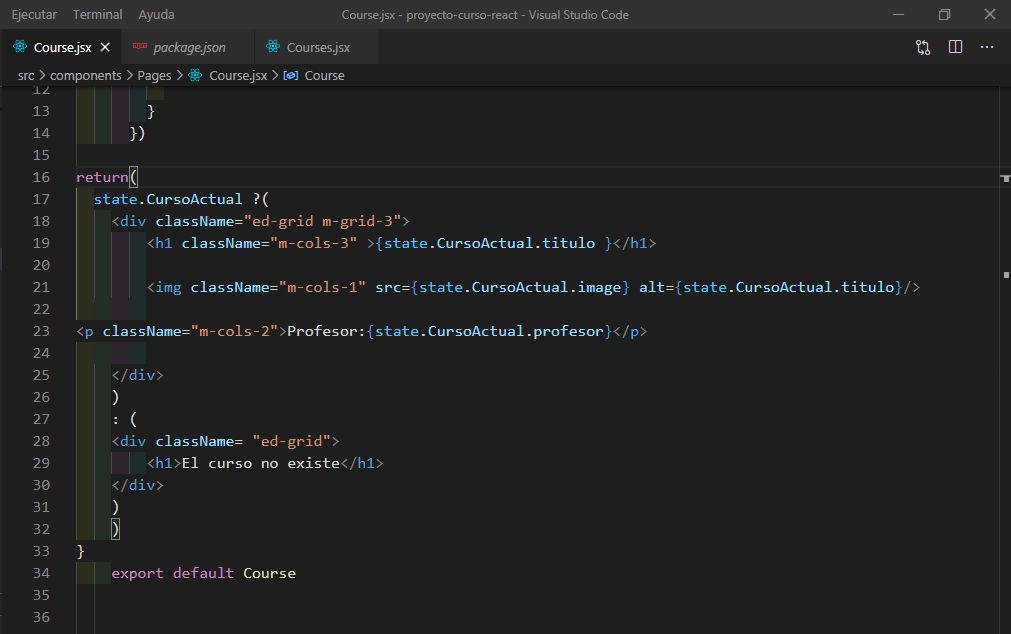 Ejecutar Terminal Ayuda Course.jsx - proyecto-curso-react - Visual Studio Code
Course.jsx package.json Courses.jsx
src > components > Pages > Course.jsx > Course
12
13 }
14 })
15
16 return(
17 state.CursoActual ?(
18 <div className="ed-grid m-grid-3">
19 <h1 className="m-cols-3" >{state.CursoActual.titulo }</h1>
20
21 <img className="m-cols-1" src={state.CursoActual.image} alt={state.CursoActual.titulo}/>
22
23 <p className="m-cols-2">Profesor:{state.CursoActual.profesor}</p>
24
25 </div>
26 )
27 : (
28 <div className= "ed-grid">
29 <h1>El curso no existe</h1>
30 </div>
31 )
32 )
33 }
34 export default Course
35
36